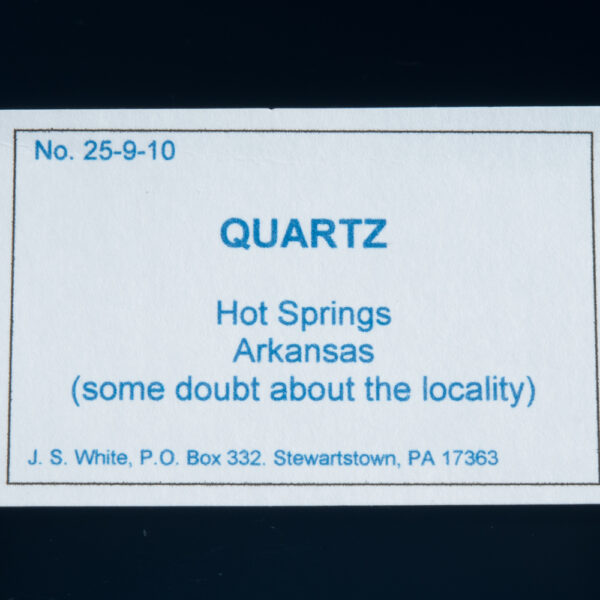 No. 25-9-10
QUARTZ
Hot Springs
Arkansas
(some doubt about the locality)
J. S. White, P.O. Box 332. Stewartstown, PA 17363